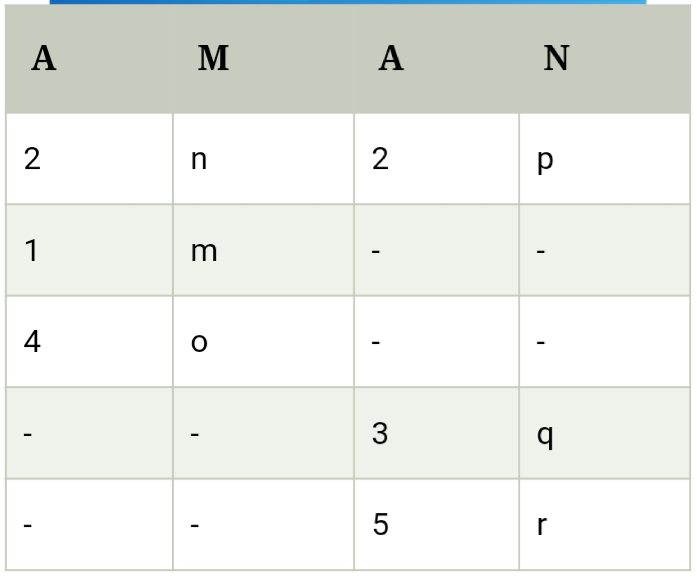 A M A N
2 n 2 p
1 m - -
4 o - -
- - 3 q
- - 5 r